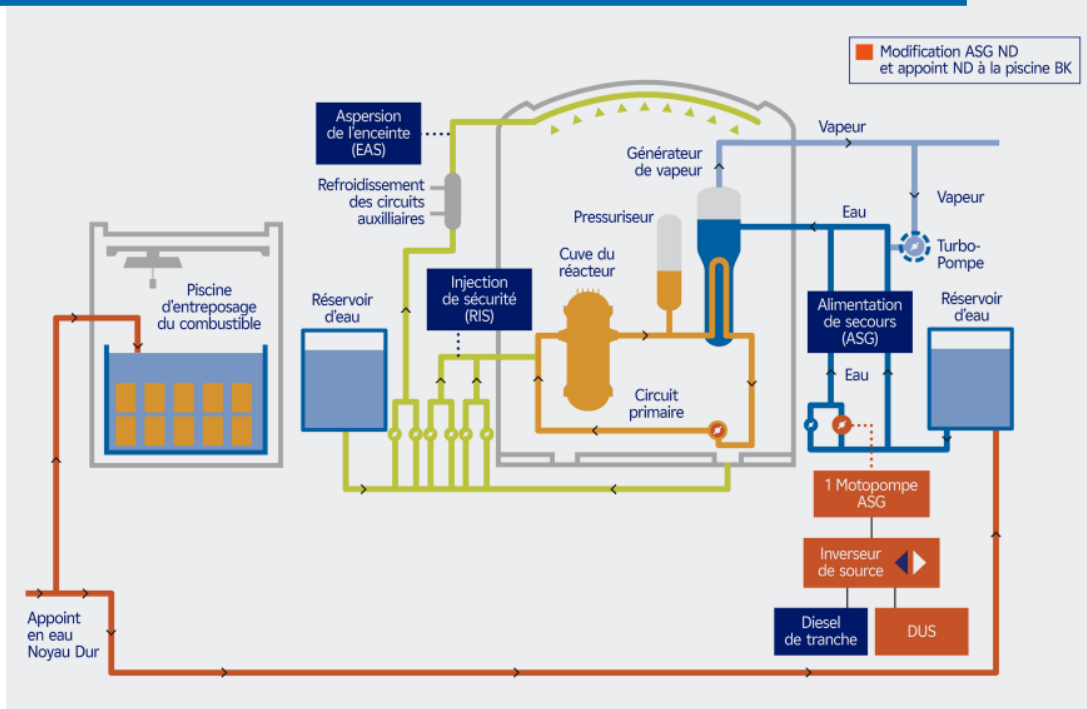 Modification ASG ND
et appoint ND à la piscine BK
Aspersion
de l'enceinte
(EAS)
Refroidissement
des circuits
auxilliaires
Générateur
de vapeur
Vapeur
Vapeur
Turbo-
Pompe
Pressuriseur
Eau
Cuve du
réacteur
Injection
de sécurité
(RIS)
Piscine
d'entreposage
du combustible
Réservoir
d'eau
Alimentation
de secours
(ASG)
Réservoir
d'eau
Eau
Circuit
primaire
1 Motopompe
ASG
Inverseur
de source
Diesel
de tranche
DUS
Appoint
en eau
Noyau Dur